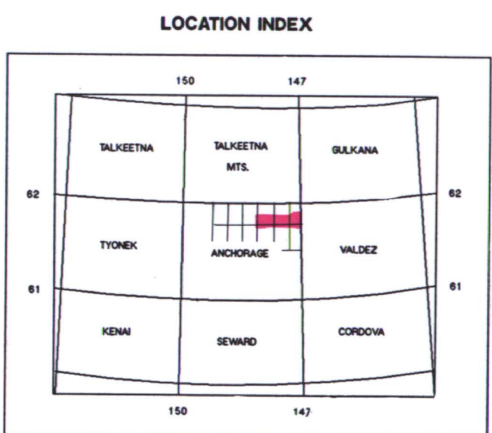 LOCATION INDEX
150 147
TALKEETNA TALKEETNA MTS. GULKANA
62 62
TYONEK ANCHORAGE VALDEZ
61 61
KENAI SEWARD CORDOVA
150 147